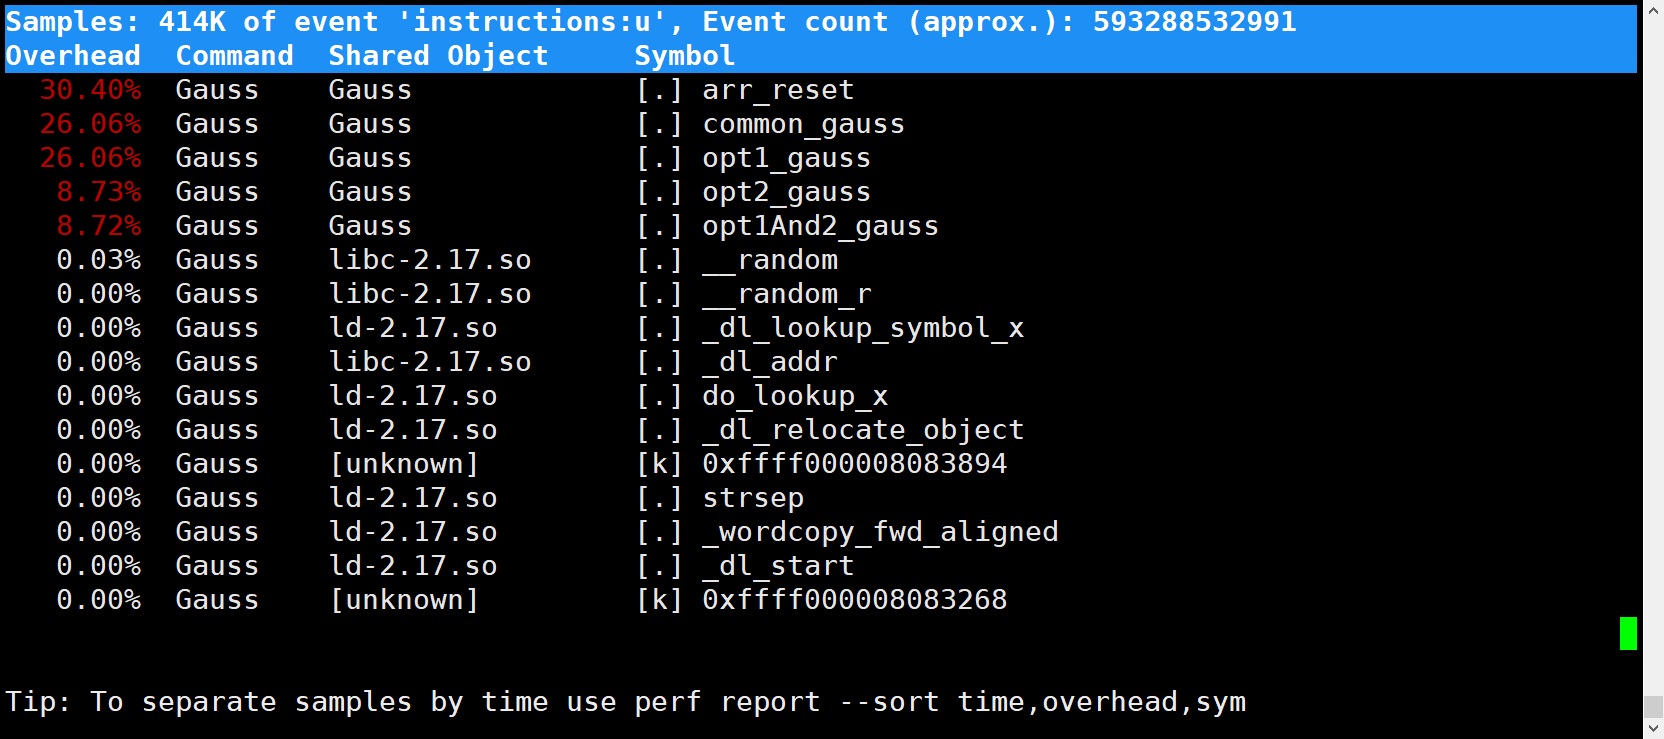 Samples: 414K of event 'instructions:u', Event count (approx.): 593288532991
Overhead  Command  Shared Object     Symbol
  30.40%  Gauss    Gauss             [.] arr_reset
  26.06%  Gauss    Gauss             [.] common_gauss
  26.06%  Gauss    Gauss             [.] opt1_gauss
   8.73%  Gauss    Gauss             [.] opt2_gauss
   8.72%  Gauss    Gauss             [.] opt1And2_gauss
   0.03%  Gauss    libc-2.17.so      [.] __random
   0.00%  Gauss    libc-2.17.so      [.] __random_r
   0.00%  Gauss    ld-2.17.so        [.] _dl_lookup_symbol_x
   0.00%  Gauss    libc-2.17.so      [.] _dl_addr
   0.00%  Gauss    ld-2.17.so        [.] do_lookup_x
   0.00%  Gauss    ld-2.17.so        [.] _dl_relocate_object
   0.00%  Gauss    [unknown]         [k] 0xffff000008083894
   0.00%  Gauss    ld-2.17.so        [.] strsep
   0.00%  Gauss    ld-2.17.so        [.] _wordcopy_fwd_aligned
   0.00%  Gauss    ld-2.17.so        [.] _dl_start
   0.00%  Gauss    [unknown]         [k] 0xffff000008083268
Tip: To separate samples by time use perf report --sort time,overhead,sym